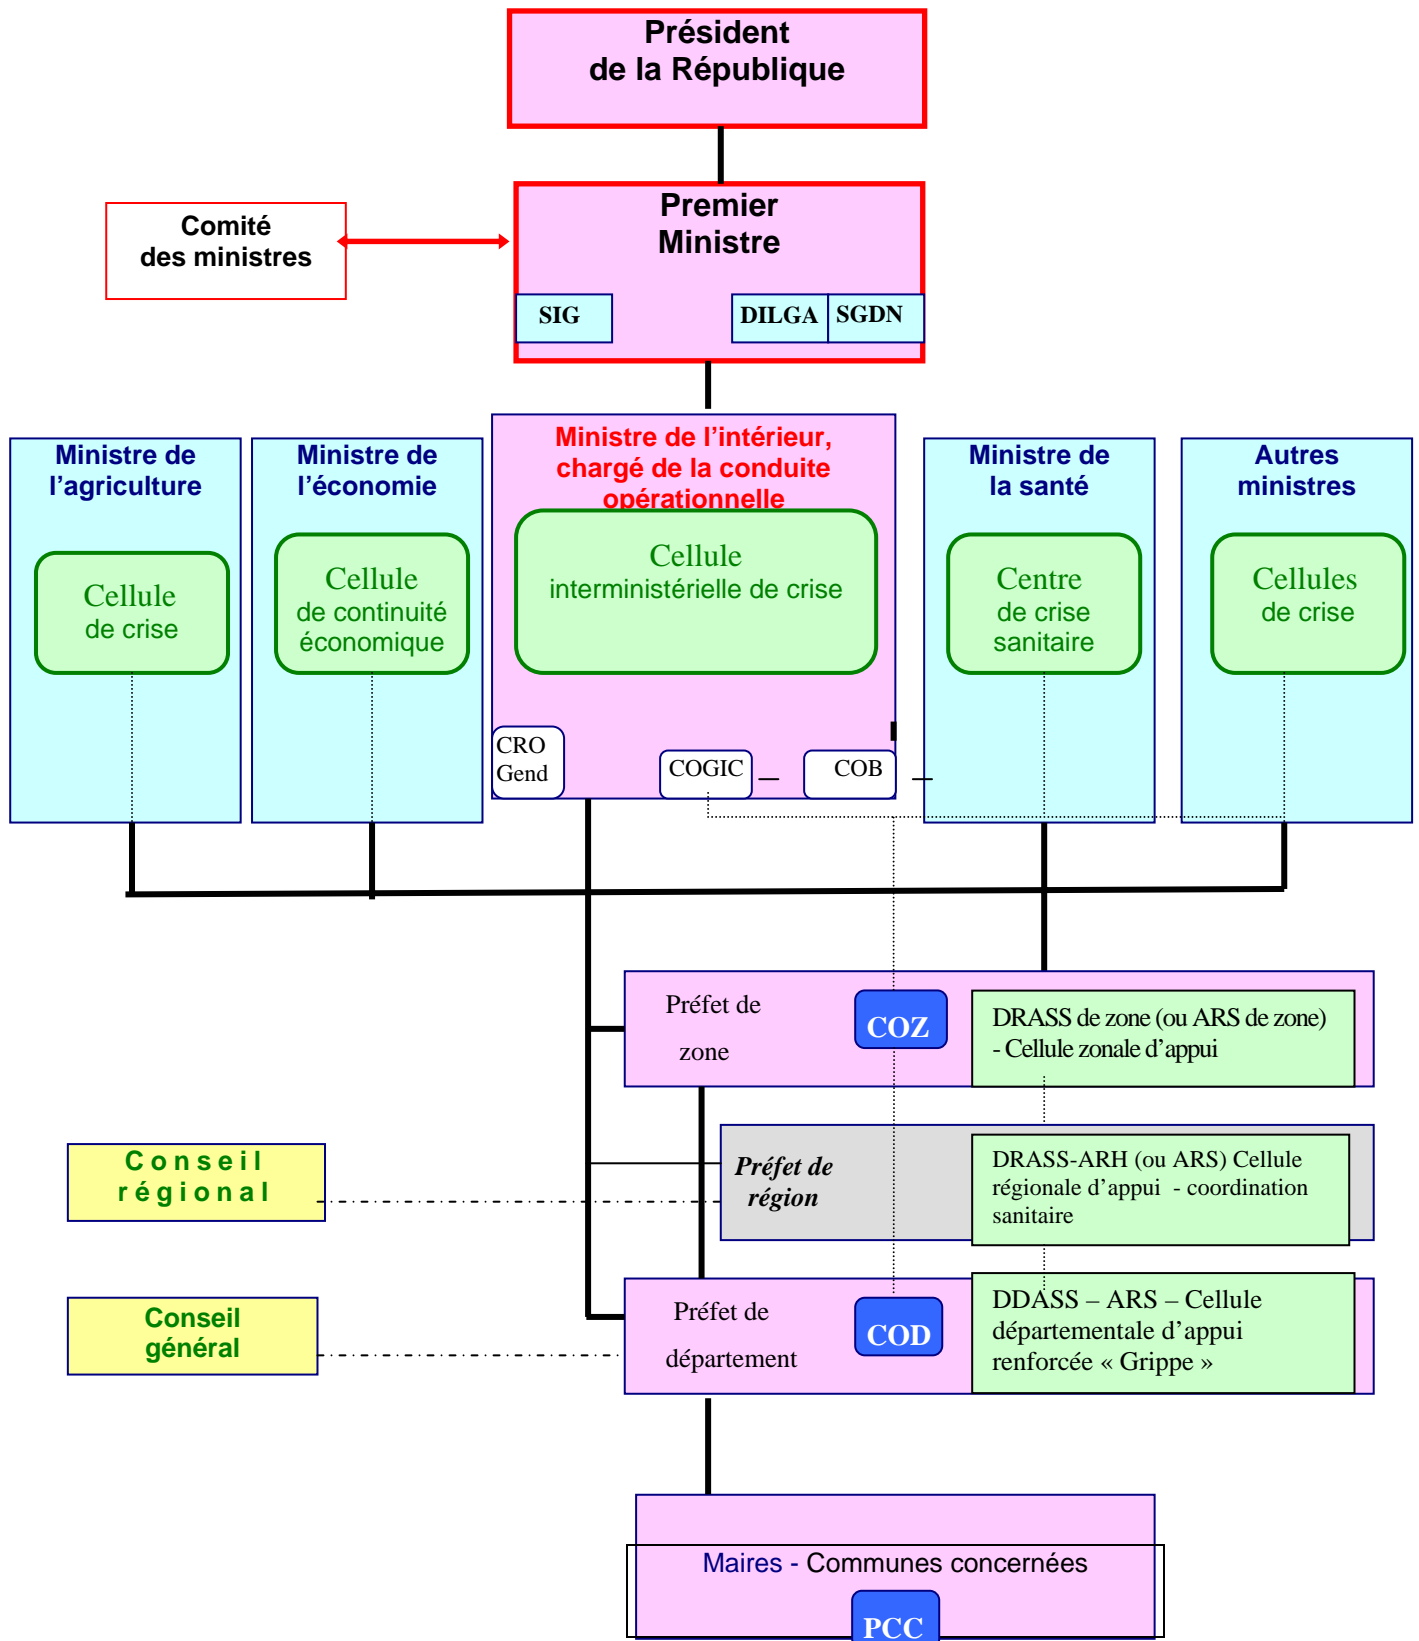 Président
de la République
Premier
Ministre
Comité
des ministres
SIG
DILGA
SGDN
Ministre de
l’agriculture
Cellule
de crise
Ministre de
l’économie
Cellule
de continuité
économique
Ministre de l’intérieur,
chargé de la conduite
opérationnelle
Cellule
interministérielle de crise
CRO
Gend
COGIC
COB
Ministre de
la santé
Centre
de crise
sanitaire
Autres
ministres
Cellules
de crise
Préfet de
zone
COZ
DRASS de zone (ou ARS de zone)
- Cellule zonale d’appui
Conseil
régional
Préfet de
région
DRASS-ARH (ou ARS) Cellule
régionale d’appui - coordination
sanitaire
Conseil
général
Préfet de
département
COD
DDASS – ARS – Cellule
départementale d’appui
renforcée « Grippe »
Maires - Communes concernées
PCC